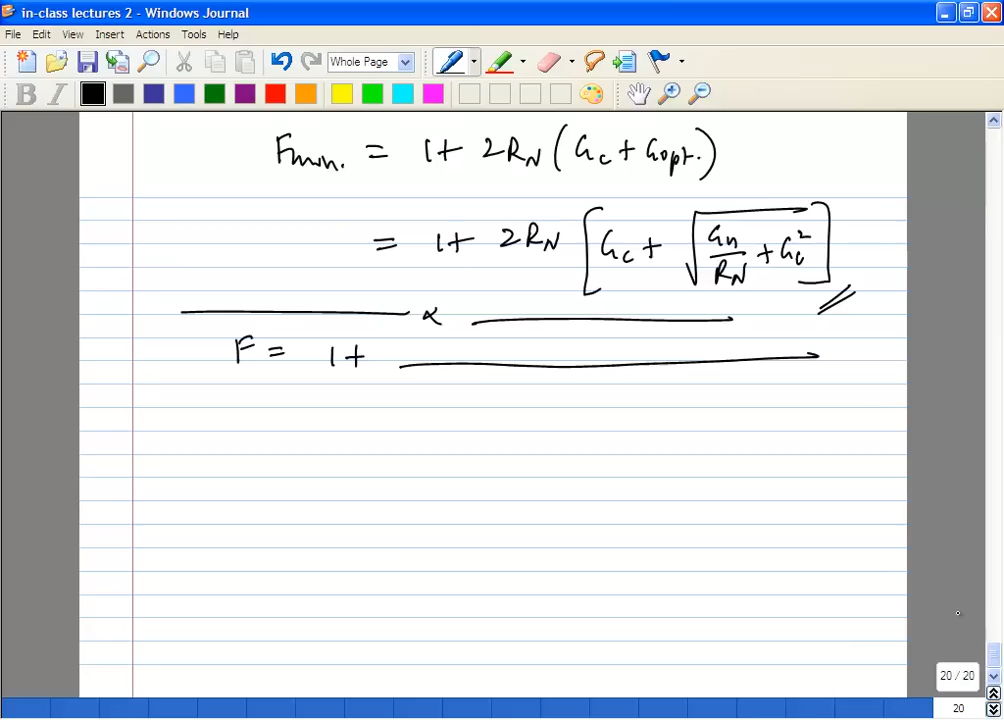 in-class lectures 2 - Windows Journal
File Edit View Insert Actions Tools Help
Whole Page
B I
Fmin. = 1 + 2RN (Gc + Gopt.)
= 1 + 2RN [Gc + √(Gu/RN + Gc²)]
∝
F = 1 +
20 / 20
20